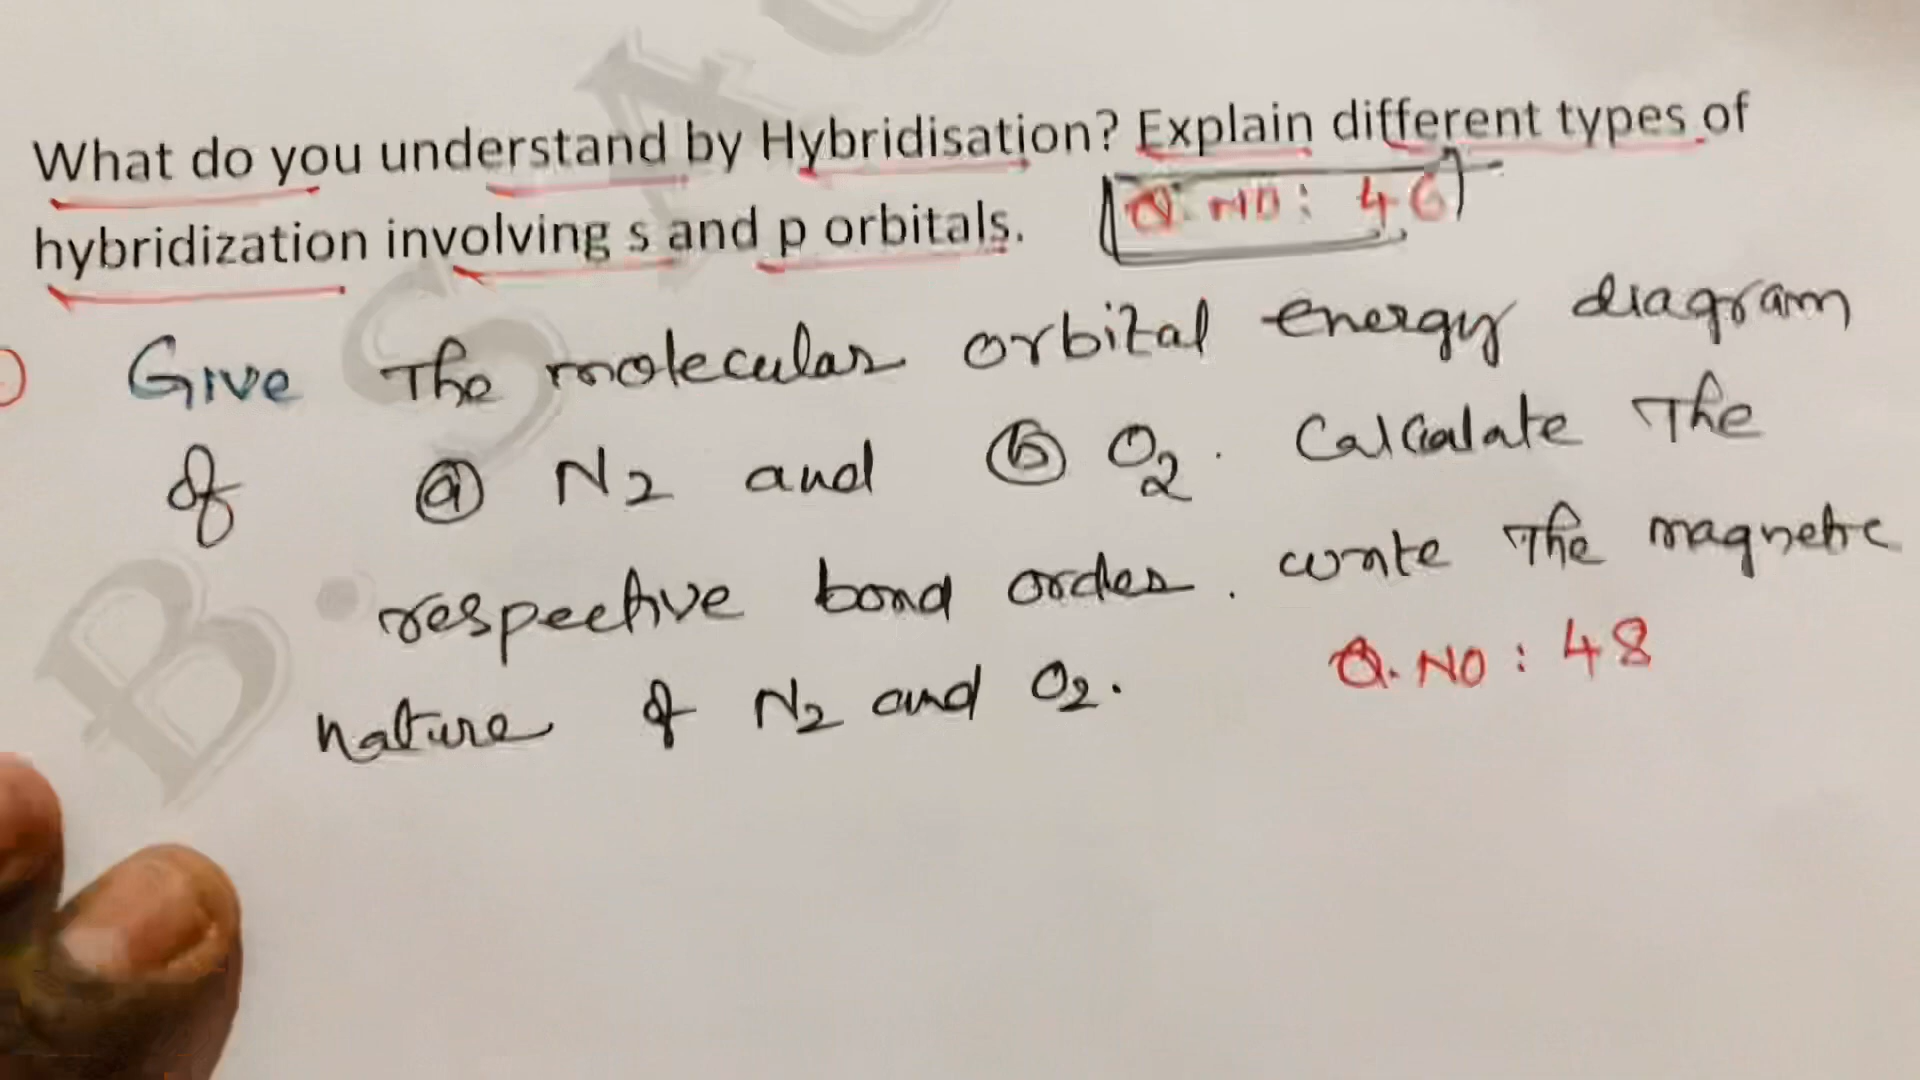 What do you understand by Hybridisation? Explain different types of
hybridization involving s and p orbitals. Q. NO: 46
Give The molecular orbital energy diagram
of ⓐ N2 and ⓑ O2. Calculate The
respective bond order. write The magnetic
nature of N2 and O2. Q. NO: 48
B. S